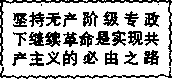 坚持无产阶级专政
下继续革命是实现共
产主义的必由之路